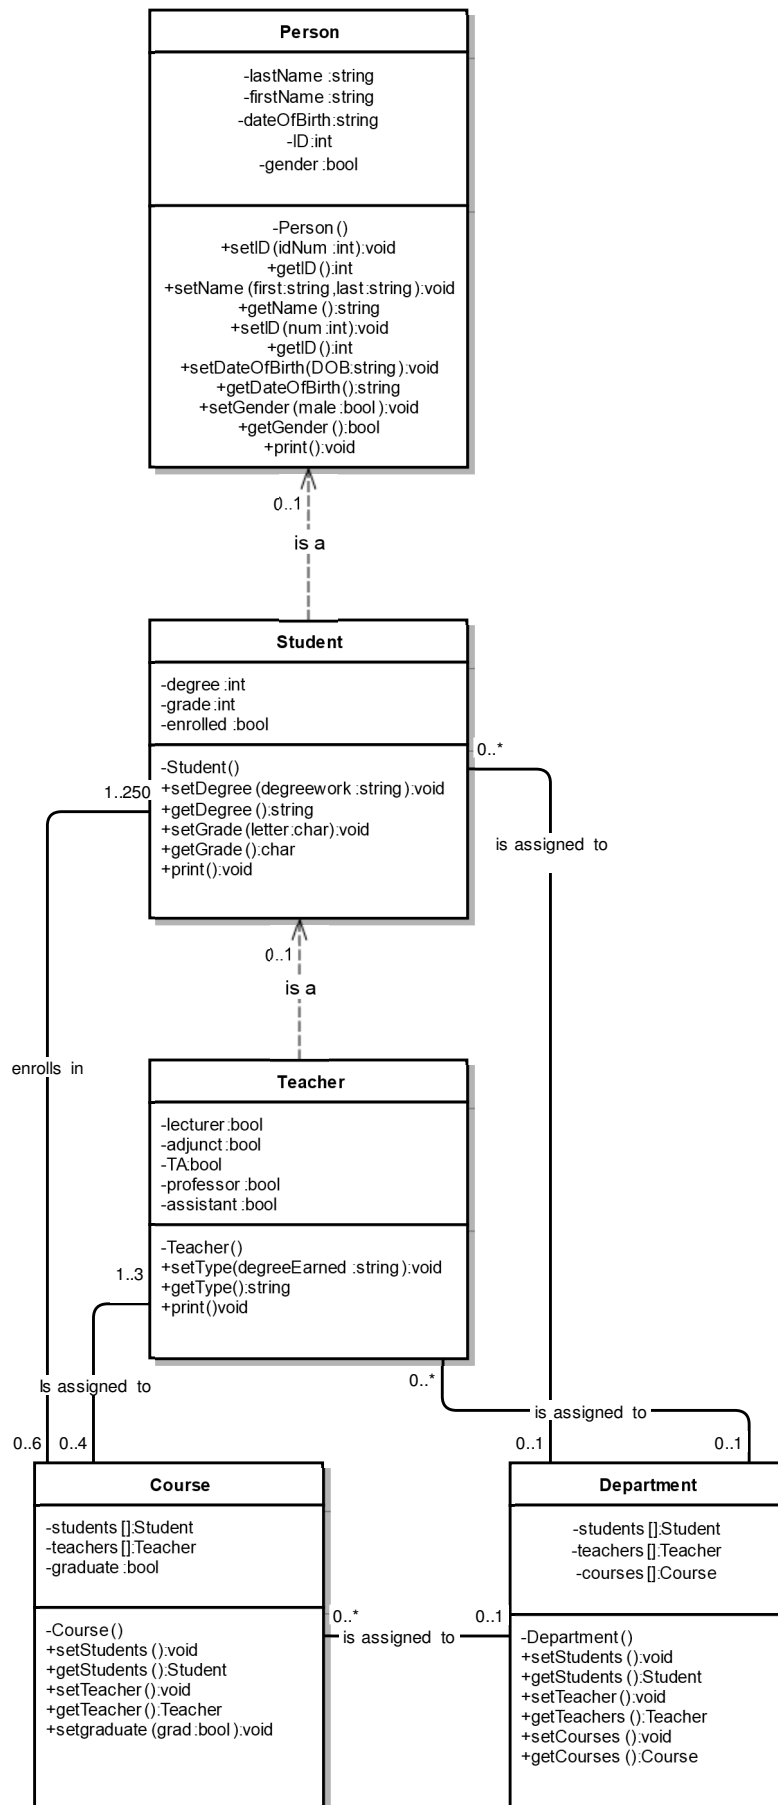 Person
-lastName :string
-firstName :string
-dateOfBirth:string
-ID:int
-gender :bool
-Person()
+setID(idNum :int):void
+getID():int
+setName(first:string,last:string):void
+getName():string
+setID(num :int):void
+getID():int
+setDateOfBirth(DOB:string):void
+getDateOfBirth():string
+setGender(male :bool):void
+getGender():bool
+print():void
0..1
is a
Student
-degree :int
-grade :int
-enrolled :bool
-Student()
+setDegree(degreework :string):void
+getDegree():string
+setGrade(letter:char):void
+getGrade():char
+print():void
0..*
1..250
is assigned to
0..1
is a
enrolls in
Teacher
-lecturer:bool
-adjunct :bool
-TA:bool
-professor :bool
-assistant :bool
-Teacher()
+setType(degreeEarned :string):void
+getType():string
+print()void
1..3
0..*
Is assigned to
is assigned to
0..6
0..4
0..1
0..1
Course
-students[]:Student
-teachers[]:Teacher
-graduate :bool
-Course()
+setStudents():void
+getStudents():Student
+setTeacher():void
+getTeacher():Teacher
+setgraduate(grad:bool):void
0..*
is assigned to
0..1
Department
-students[]:Student
-teachers[]:Teacher
-courses[]:Course
-Department()
+setStudents():void
+getStudents():Student
+setTeacher():void
+getTeachers():Teacher
+setCourses():void
+getCourses():Course